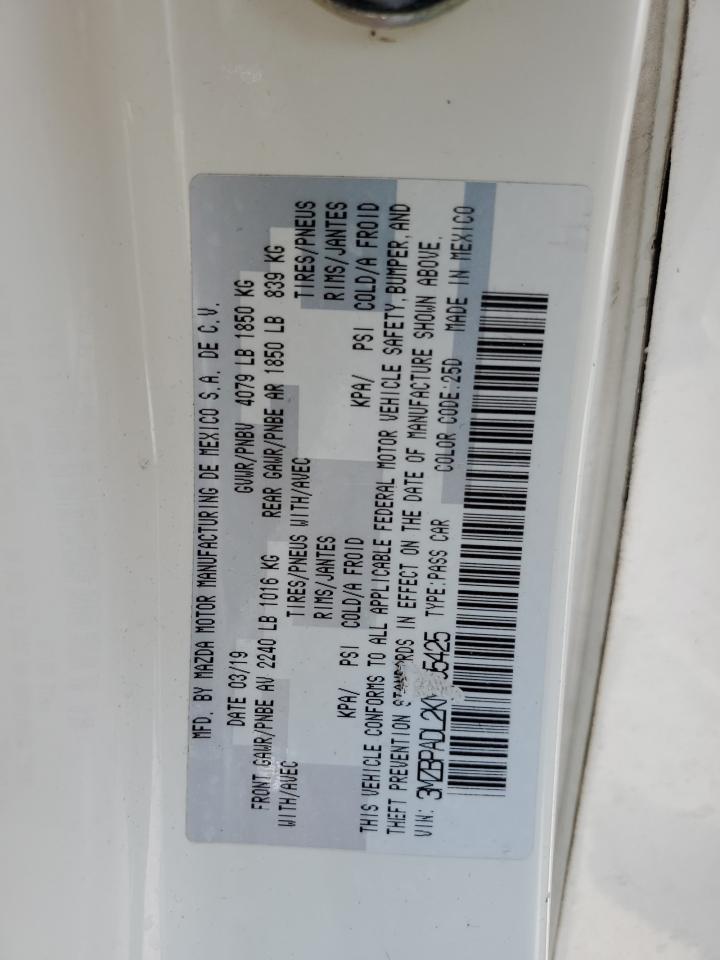 MFD. BY MAZDA MOTOR MANUFACTURING DE MEXICO S.A. DE C.V.
DATE 03/19 GVWR/PNBV 4079 LB 1850 KG
FRONT GAWR/PNBE AV 2240 LB 1016 KG REAR GAWR/PNBE AR 1850 LB 839 KG
WITH/AVEC TIRES/PNEUS WITH/AVEC TIRES/PNEUS
RIMS/JANTES RIMS/JANTES
KPA/ PSI COLD/A FROID KPA/ PSI COLD/A FROID
THIS VEHICLE CONFORMS TO ALL APPLICABLE FEDERAL MOTOR VEHICLE SAFETY, BUMPER, AND
THEFT PREVENTION STANDARDS IN EFFECT ON THE DATE OF MANUFACTURE SHOWN ABOVE.
VIN: TYPE:PASS CAR COLOR CODE:25D MADE IN MEXICO